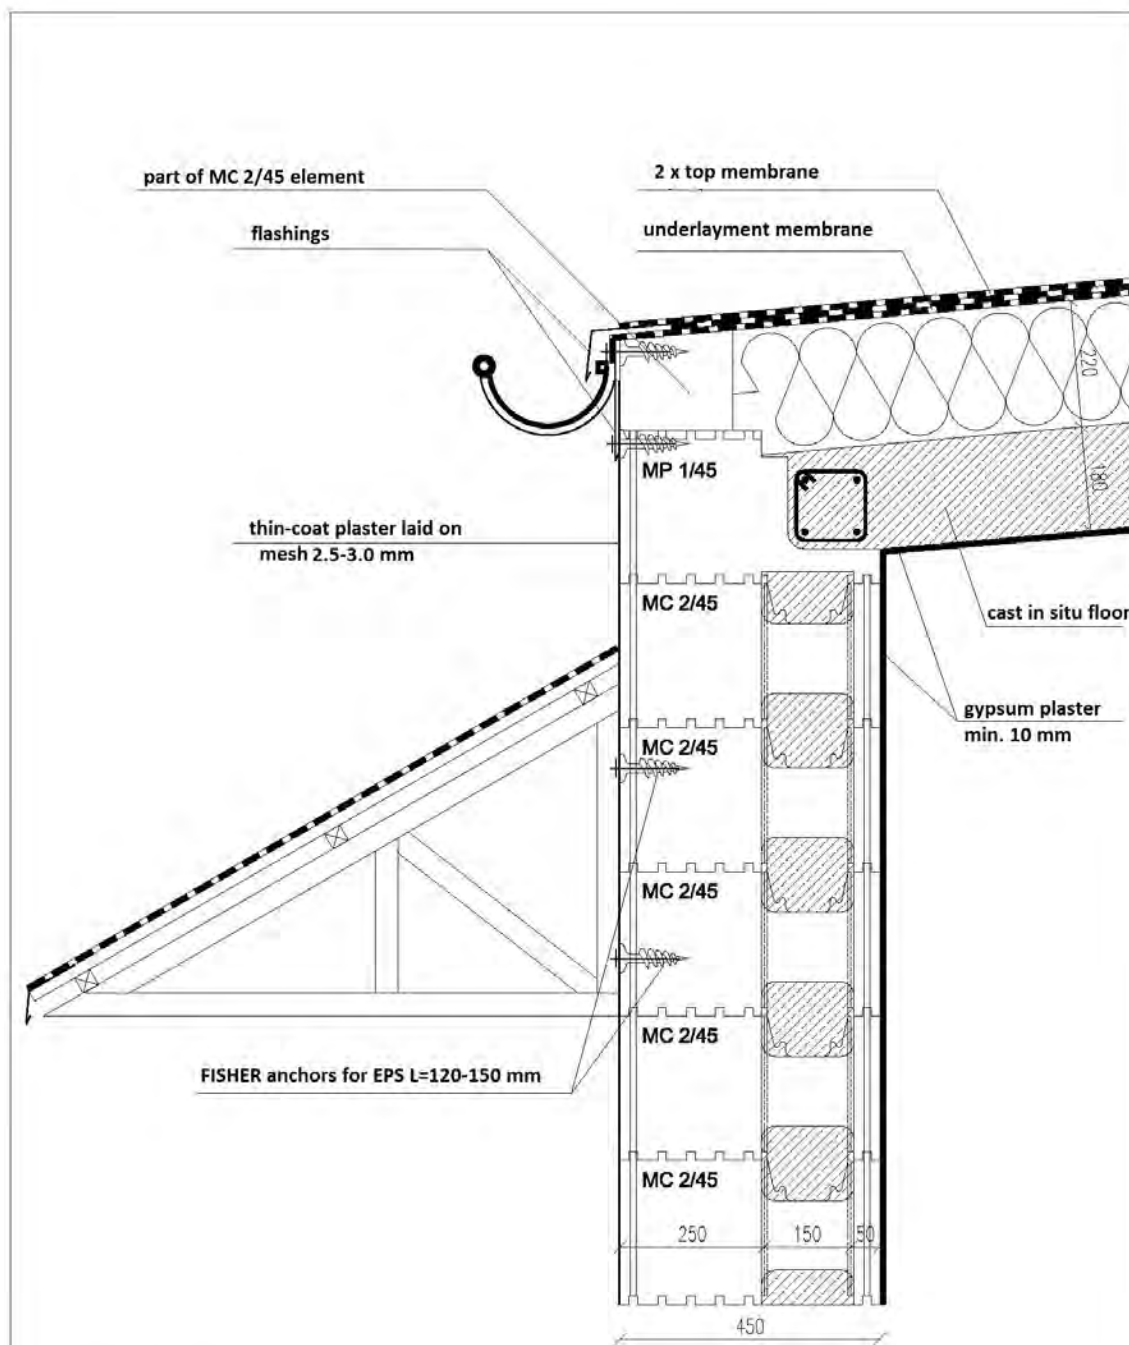 part of MC 2/45 element
2 x top membrane
flashings
underlayment membrane
220
MP 1/45
180
thin-coat plaster laid on
mesh 2.5-3.0 mm
MC 2/45
cast in situ floor
gypsum plaster
min. 10 mm
MC 2/45
MC 2/45
MC 2/45
FISHER anchors for EPS L=120-150 mm
MC 2/45
250
150
50
450